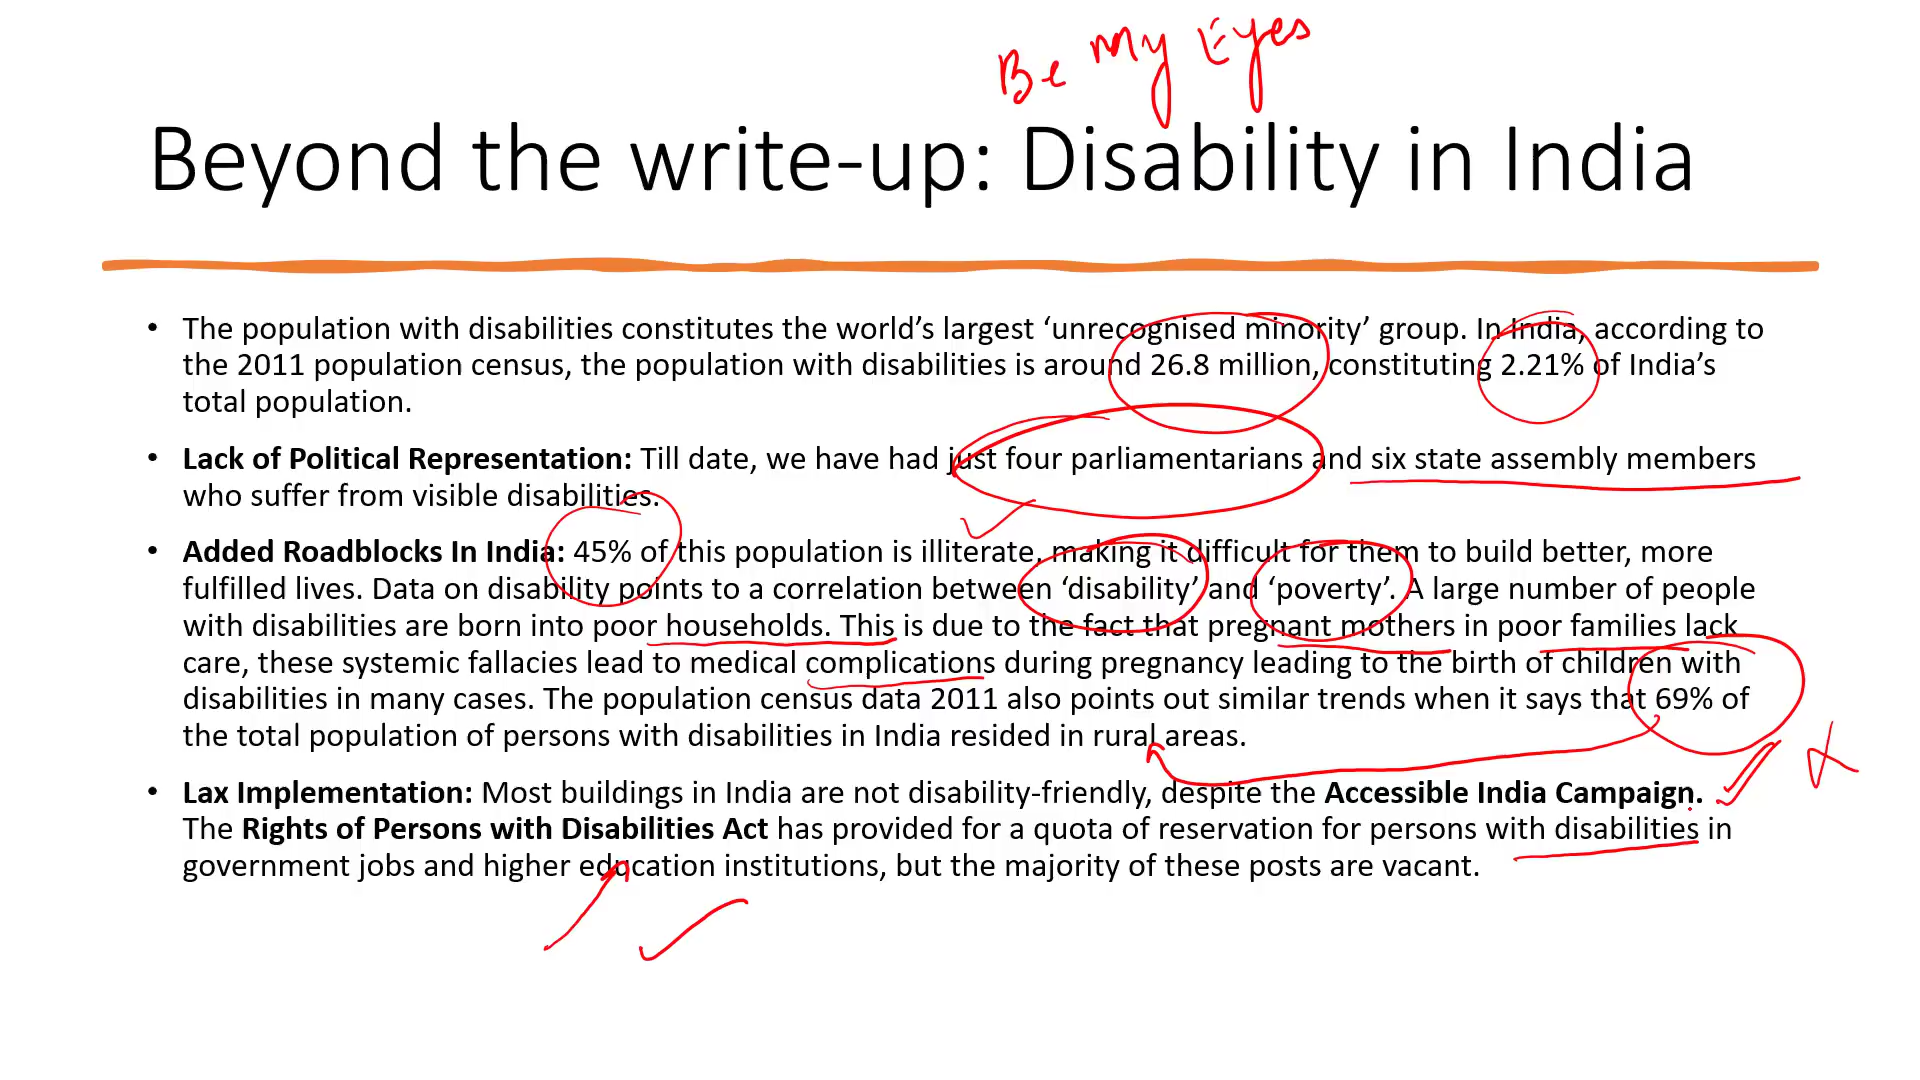 Be My Eyes
Beyond the write-up: Disability in India
• The population with disabilities constitutes the world’s largest ‘unrecognised minority’ group. In India, according to
the 2011 population census, the population with disabilities is around 26.8 million, constituting 2.21% of India’s
total population.
• Lack of Political Representation: Till date, we have had just four parliamentarians and six state assembly members
who suffer from visible disabilities.
• Added Roadblocks In India: 45% of this population is illiterate, making it difficult for them to build better, more
fulfilled lives. Data on disability points to a correlation between ‘disability’ and ‘poverty’. A large number of people
with disabilities are born into poor households. This is due to the fact that pregnant mothers in poor families lack
care, these systemic fallacies lead to medical complications during pregnancy leading to the birth of children with
disabilities in many cases. The population census data 2011 also points out similar trends when it says that 69% of
the total population of persons with disabilities in India resided in rural areas.
• Lax Implementation: Most buildings in India are not disability-friendly, despite the Accessible India Campaign.
The Rights of Persons with Disabilities Act has provided for a quota of reservation for persons with disabilities in
government jobs and higher education institutions, but the majority of these posts are vacant.